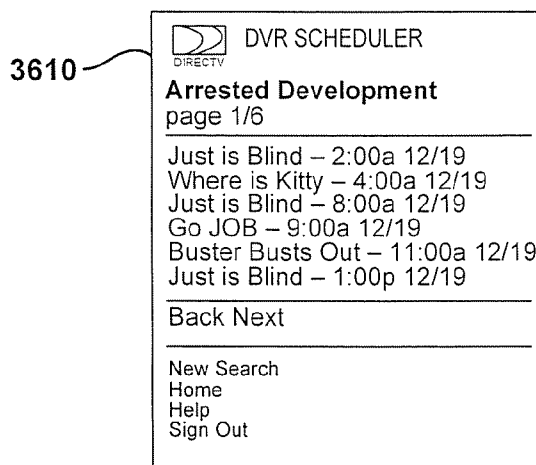 3610
DIRECTV
DVR SCHEDULER
Arrested Development
page 1/6
Just is Blind – 2:00a 12/19
Where is Kitty – 4:00a 12/19
Just is Blind – 8:00a 12/19
Go JOB – 9:00a 12/19
Buster Busts Out – 11:00a 12/19
Just is Blind – 1:00p 12/19
Back Next
New Search
Home
Help
Sign Out